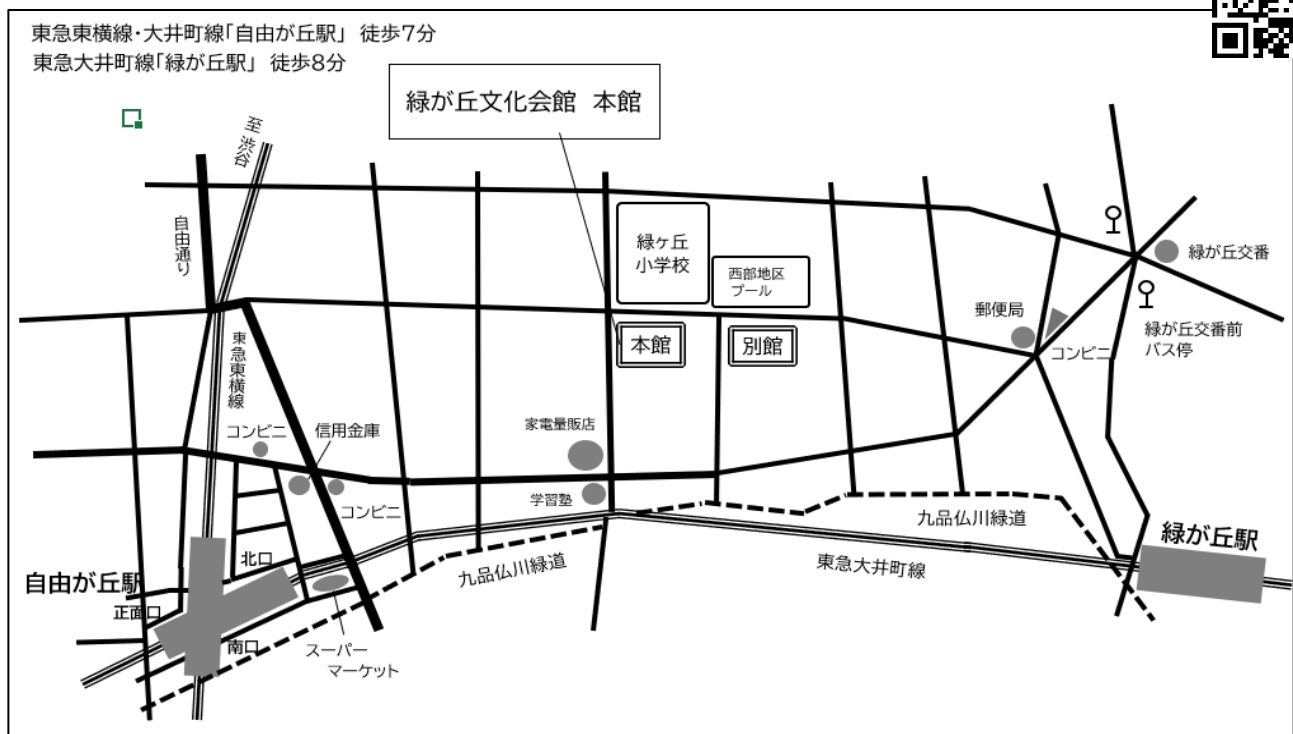 東急東横線・大井町線「自由が丘駅」 徒歩7分
東急大井町線「緑が丘駅」 徒歩8分
緑が丘文化会館 本館
至渋谷
自由通り
緑ヶ丘
小学校
西部地区
プール
緑が丘交番
郵便局
コンビニ
緑が丘交番前
バス停
本館
別館
東急東横線
コンビニ
信用金庫
家電量販店
学習塾
コンビニ
九品仏川緑道
緑が丘駅
北口
九品仏川緑道
東急大井町線
自由が丘駅
正面口
南口
スーパー
マーケット